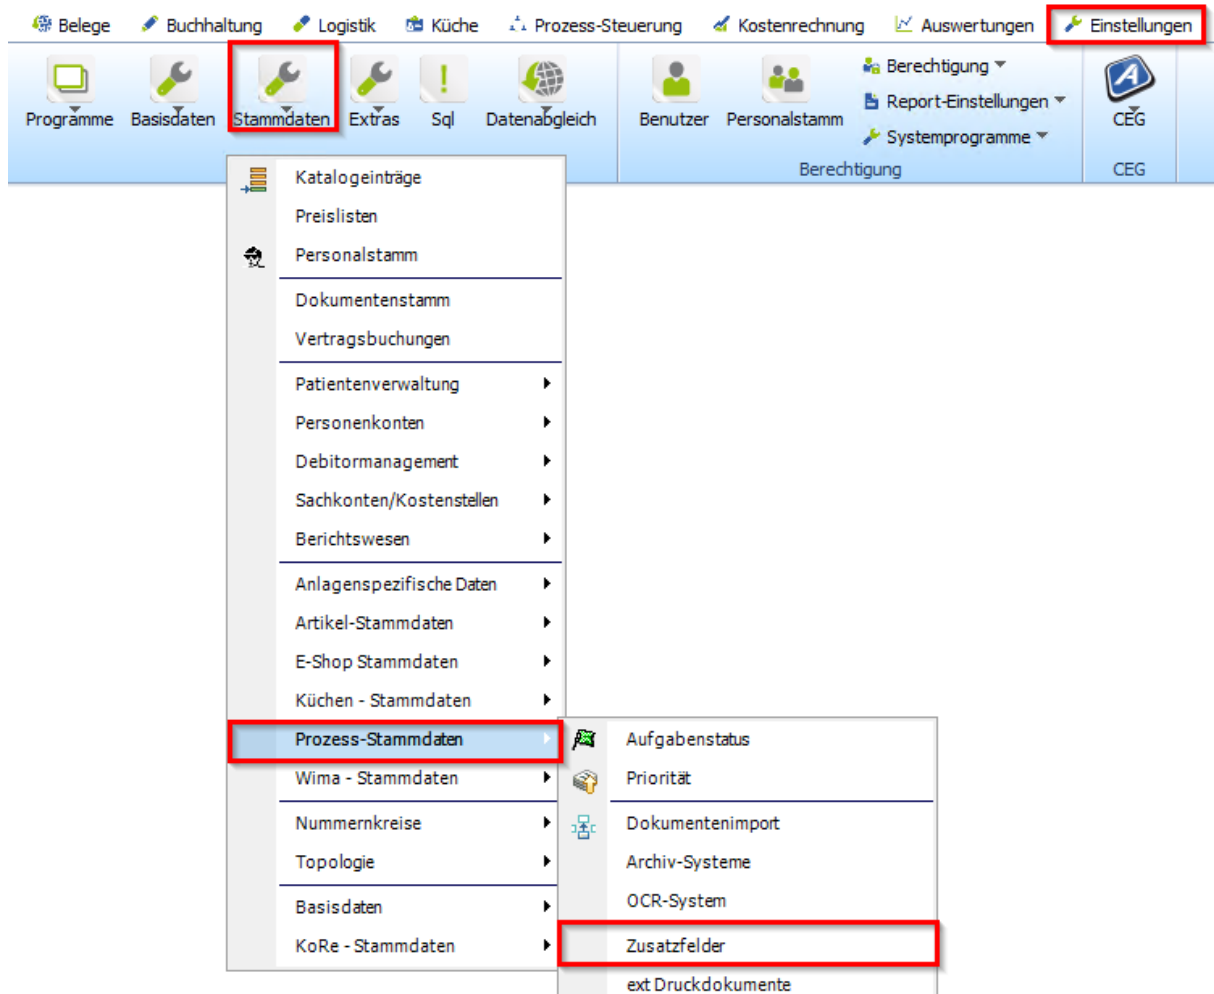 Belege Buchhaltung Logistik Küche Prozess-Steuerung Kostenrechnung Auswertungen Einstellungen
Programme Basisdaten Stammdaten Extras Sql Datenabgleich Benutzer Personalstamm CEG
Berechtigung
Report-Einstellungen
Systemprogramme
Berechtigung CEG
Katalogeinträge
Preislisten
Personalstamm
Dokumentenstamm
Vertragsbuchungen
Patientenverwaltung
Personenkonten
Debitormanagement
Sachkonten/Kostenstellen
Berichtswesen
Anlagenspezifische Daten
Artikel-Stammdaten
E-Shop Stammdaten
Küchen - Stammdaten
Prozess-Stammdaten
Wima - Stammdaten
Nummernkreise
Topologie
Basisdaten
KoRe - Stammdaten
Aufgabenstatus
Priorität
Dokumentenimport
Archiv-Systeme
OCR-System
Zusatzfelder
ext Druckdokumente